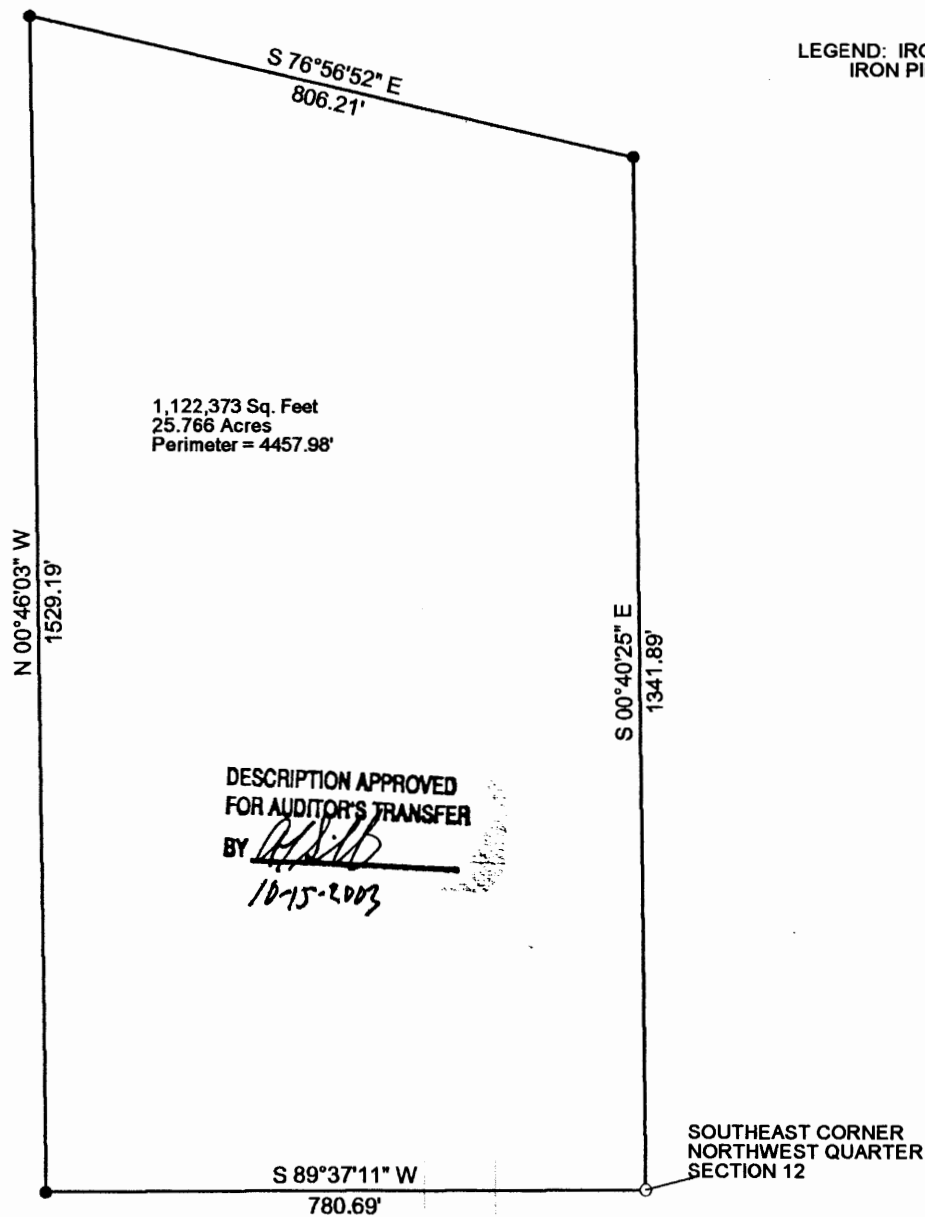 S 76°56'52" E
806.21'
LEGEND:
IRON
1,122,373 Sq. Feet
25.766 Acres
Perimeter = 4457.98'
N 00°46'03" W
1529.19'
S 00°40'25" E
1341.89'
DESCRIPTION APPROVED
FOR AUDITOR'S TRANSFER
BY
10-15-2003
S 89°37'11" W
780.69'
SOUTHEAST CORNER
NORTHWEST QUARTER
SECTION 12